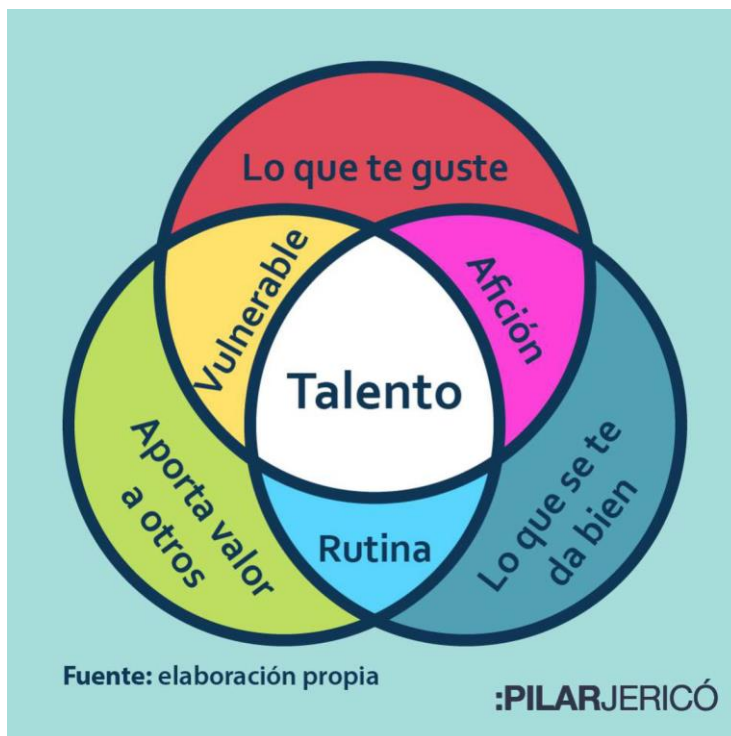 Lo que te guste
Vulnerable
Afición
Talento
Aporta valor
a otros
Rutina
Lo que se te
da bien
Fuente: elaboración propia
:PILARJERICÓ